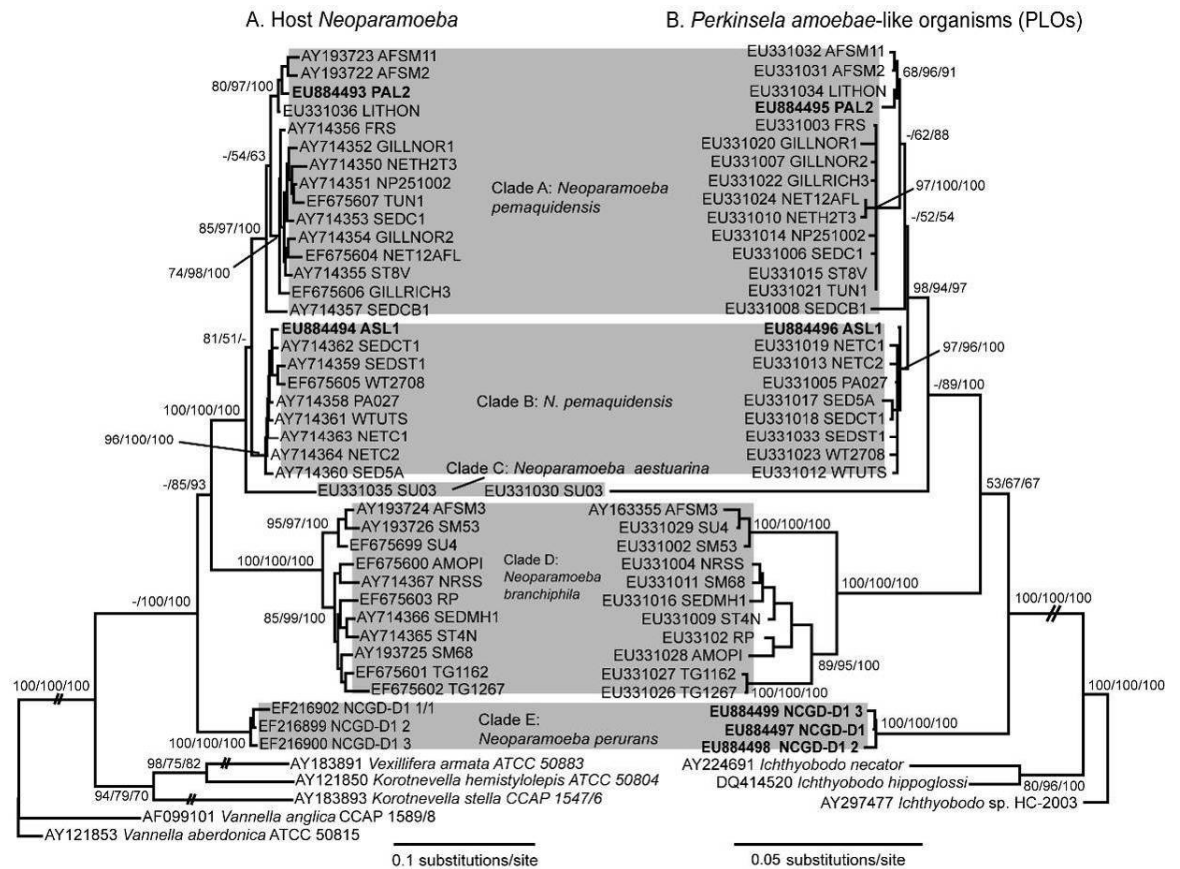 A. Host Neoparamoeba
B. Perkinsela amoebae-like organisms (PLOs)
AY193723 AFSM11
AY193722 AFSM2
EU884493 PAL2
EU331036 LITHON
AY714356 FRS
AY714352 GILLNOR1
AY714350 NETH2T3
AY714351 NP251002
EF675607 TUN1
AY714353 SEDC1
AY714354 GILLNOR2
EF675604 NET12AFL
AY714355 ST8V
EF675606 GILLRICH3
AY714357 SEDCB1
EU884494 ASL1
AY714362 SEDCT1
AY714359 SEDST1
EF675605 WT2708
AY714358 PA027
AY714361 WTUTS
AY714363 NETC1
AY714364 NETC2
AY714360 SED5A
EU331035 SU03
AY193724 AFSM3
AY193726 SM53
EF675699 SU4
EF675600 AMOPI
AY714367 NRSS
EF675603 RP
AY714366 SEDMH1
AY714365 ST4N
AY193725 SM68
EF675601 TG1162
EF675602 TG1267
EF216902 NCGD-D1 1/1
EF216899 NCGD-D1 2
EF216900 NCGD-D1 3
AY183891 Vexillifera armata ATCC 50883
AY121850 Korotnevella hemistylolepis ATCC 50804
AY183893 Korotnevella stella CCAP 1547/6
AF099101 Vannella anglica CCAP 1589/8
AY121853 Vannella aberdonica ATCC 50815
80/97/100
-/54/63
85/97/100
74/98/100
81/51/-
100/100/100
96/100/100
-/85/93
95/97/100
100/100/100
85/99/100
-/100/100
100/100/100
100/100/100
98/75/82
94/79/70
0.1 substitutions/site
Clade A: Neoparamoeba
pemaquidensis
Clade B: N. pemaquidensis
Clade C: Neoparamoeba aestuarina
Clade D:
Neoparamoeba
branchiphila
Clade E:
Neoparamoeba perurans
EU331032 AFSM11
EU331031 AFSM2
EU331034 LITHON
EU884495 PAL2
EU331003 FRS
EU331020 GILLNOR1
EU331007 GILLNOR2
EU331022 GILLRICH3
EU331024 NET12AFL
EU331010 NETH2T3
EU331014 NP251002
EU331006 SEDC1
EU331015 ST8V
EU331021 TUN1
EU331008 SEDCB1
EU884496 ASL1
EU331019 NETC1
EU331013 NETC2
EU331005 PA027
EU331017 SED5A
EU331018 SEDCT1
EU331033 SEDST1
EU331023 WT2708
EU331012 WTUTS
EU331030 SU03
AY163355 AFSM3
EU331029 SU4
EU331002 SM53
EU331004 NRSS
EU331011 SM68
EU331016 SEDMH1
EU331009 ST4N
EU33102 RP
EU331028 AMOPI
EU331027 TG1162
EU331026 TG1267
EU884499 NCGD-D1 3
EU884497 NCGD-D1
EU884498 NCGD-D1 2
AY224691 Ichthyobodo necator
DQ414520 Ichthyobodo hippoglossi
AY297477 Ichthyobodo sp. HC-2003
68/96/91
-/62/88
97/100/100
-/52/54
98/94/97
97/96/100
-/89/100
53/67/67
100/100/100
100/100/100
100/100/100
89/95/100
100/100/100
100/100/100
100/100/100
80/96/100
0.05 substitutions/site